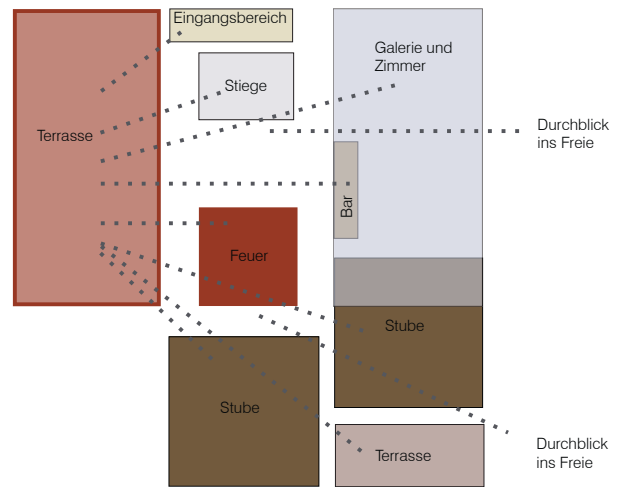 Eingangsbereich
Galerie und
Zimmer
Stiege
Durchblick
ins Freie
Terrasse
Bar
Feuer
Stube
Stube
Durchblick
ins Freie
Terrasse